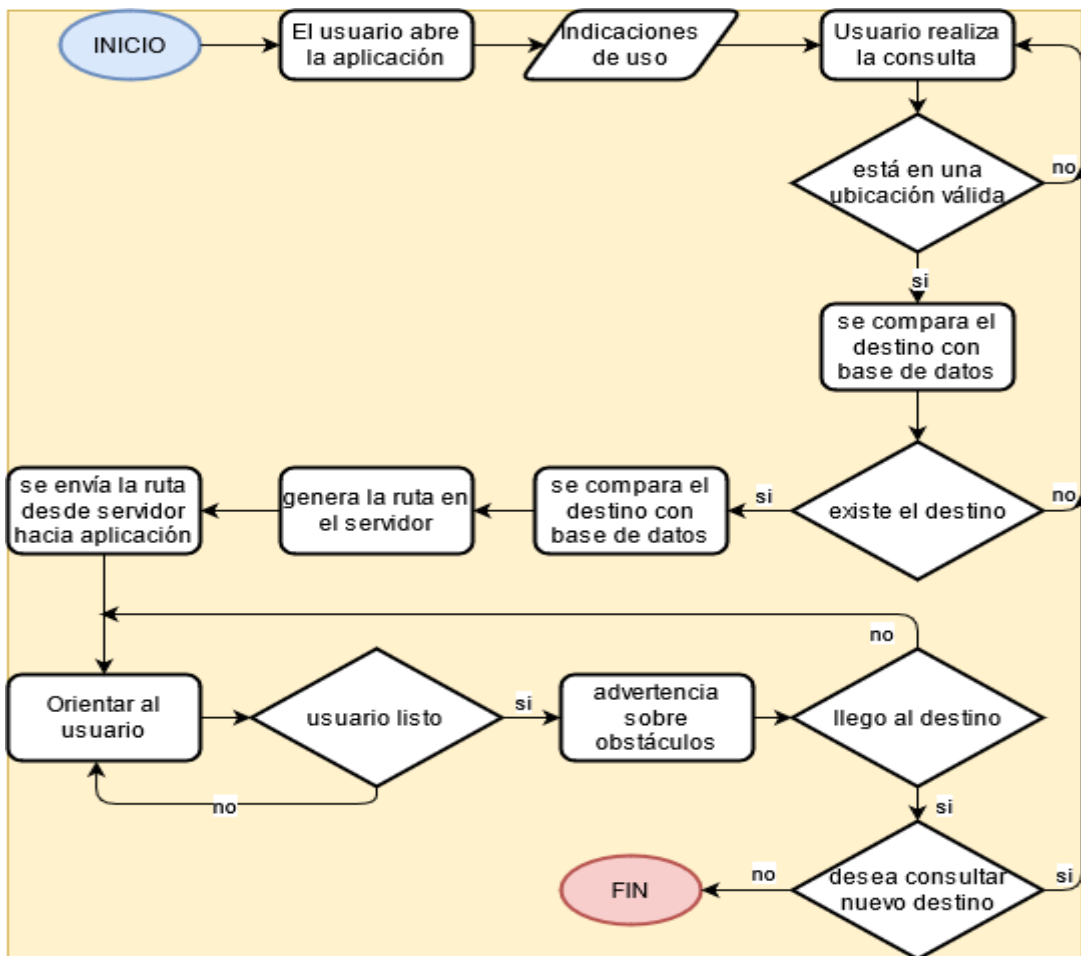 INICIO
El usuario abre
la aplicación
Indicaciones
de uso
Usuario realiza
la consulta
está en una
ubicación válida
no
si
se compara el
destino con
base de datos
existe el destino
no
si
se compara el
destino con
base de datos
genera la ruta en
el servidor
se envía la ruta
desde servidor
hacia aplicación
Orientar al
usuario
usuario listo
no
si
advertencia
sobre
obstáculos
llego al destino
no
si
desea consultar
nuevo destino
si
no
FIN